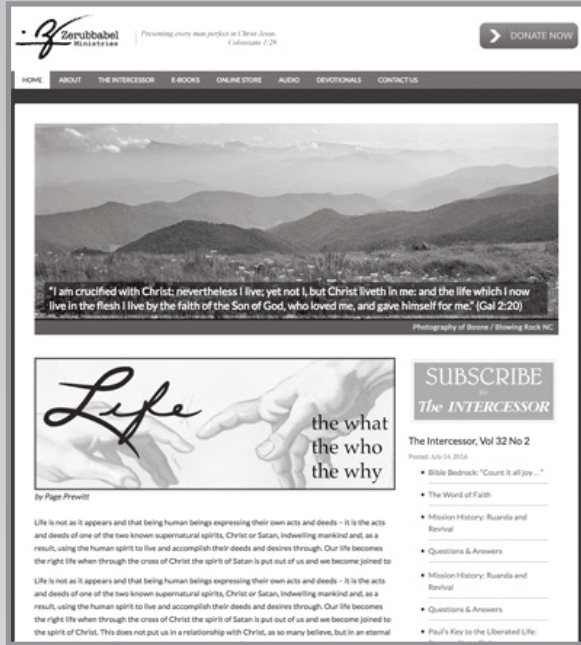 Zerubbabel
Ministries
Presenting every man perfect in Christ Jesus.
Colossians 1:28
DONATE NOW
HOME ABOUT THE INTERCESSOR E-BOOKS ONLINE STORE AUDIO DEVOTIONALS CONTACT US
"I am crucified with Christ: nevertheless I live; yet not I, but Christ liveth in me: and the life which I now
live in the flesh I live by the faith of the Son of God, who loved me, and gave himself for me." (Gal 2:20)
Photography of Boone / Blowing Rock NC
Life
the what
the who
the why
by Page Prewitt
Life is not as it appears and that being human beings expressing their own acts and deeds – it is the acts
and deeds of one of the two known supernatural spirits, Christ or Satan, indwelling mankind and, as a
result, using the human spirit to live and accomplish their deeds and desires through. Our life becomes
the right life when through the cross of Christ the spirit of Satan is put out of us and we become joined to
Life is not as it appears and that being human beings expressing their own acts and deeds – it is the acts
and deeds of one of the two known supernatural spirits, Christ or Satan, indwelling mankind and, as a
result, using the human spirit to live and accomplish their deeds and desires through. Our life becomes
the right life when through the cross of Christ the spirit of Satan is put out of us and we become joined to
the spirit of Christ. This does not put us in a relationship with Christ, as so many believe, but in an eternal
SUBSCRIBE
TO
The INTERCESSOR
The Intercessor, Vol 32 No 2
Posted: July 14, 2016
• Bible Bedrock: "Count it all joy...."
• The Word of Faith
• Mission History: Ruanda and
Revival
• Questions & Answers
• Mission History: Ruanda and
Revival
• Questions & Answers
• Paul's Key to the Liberated Life: